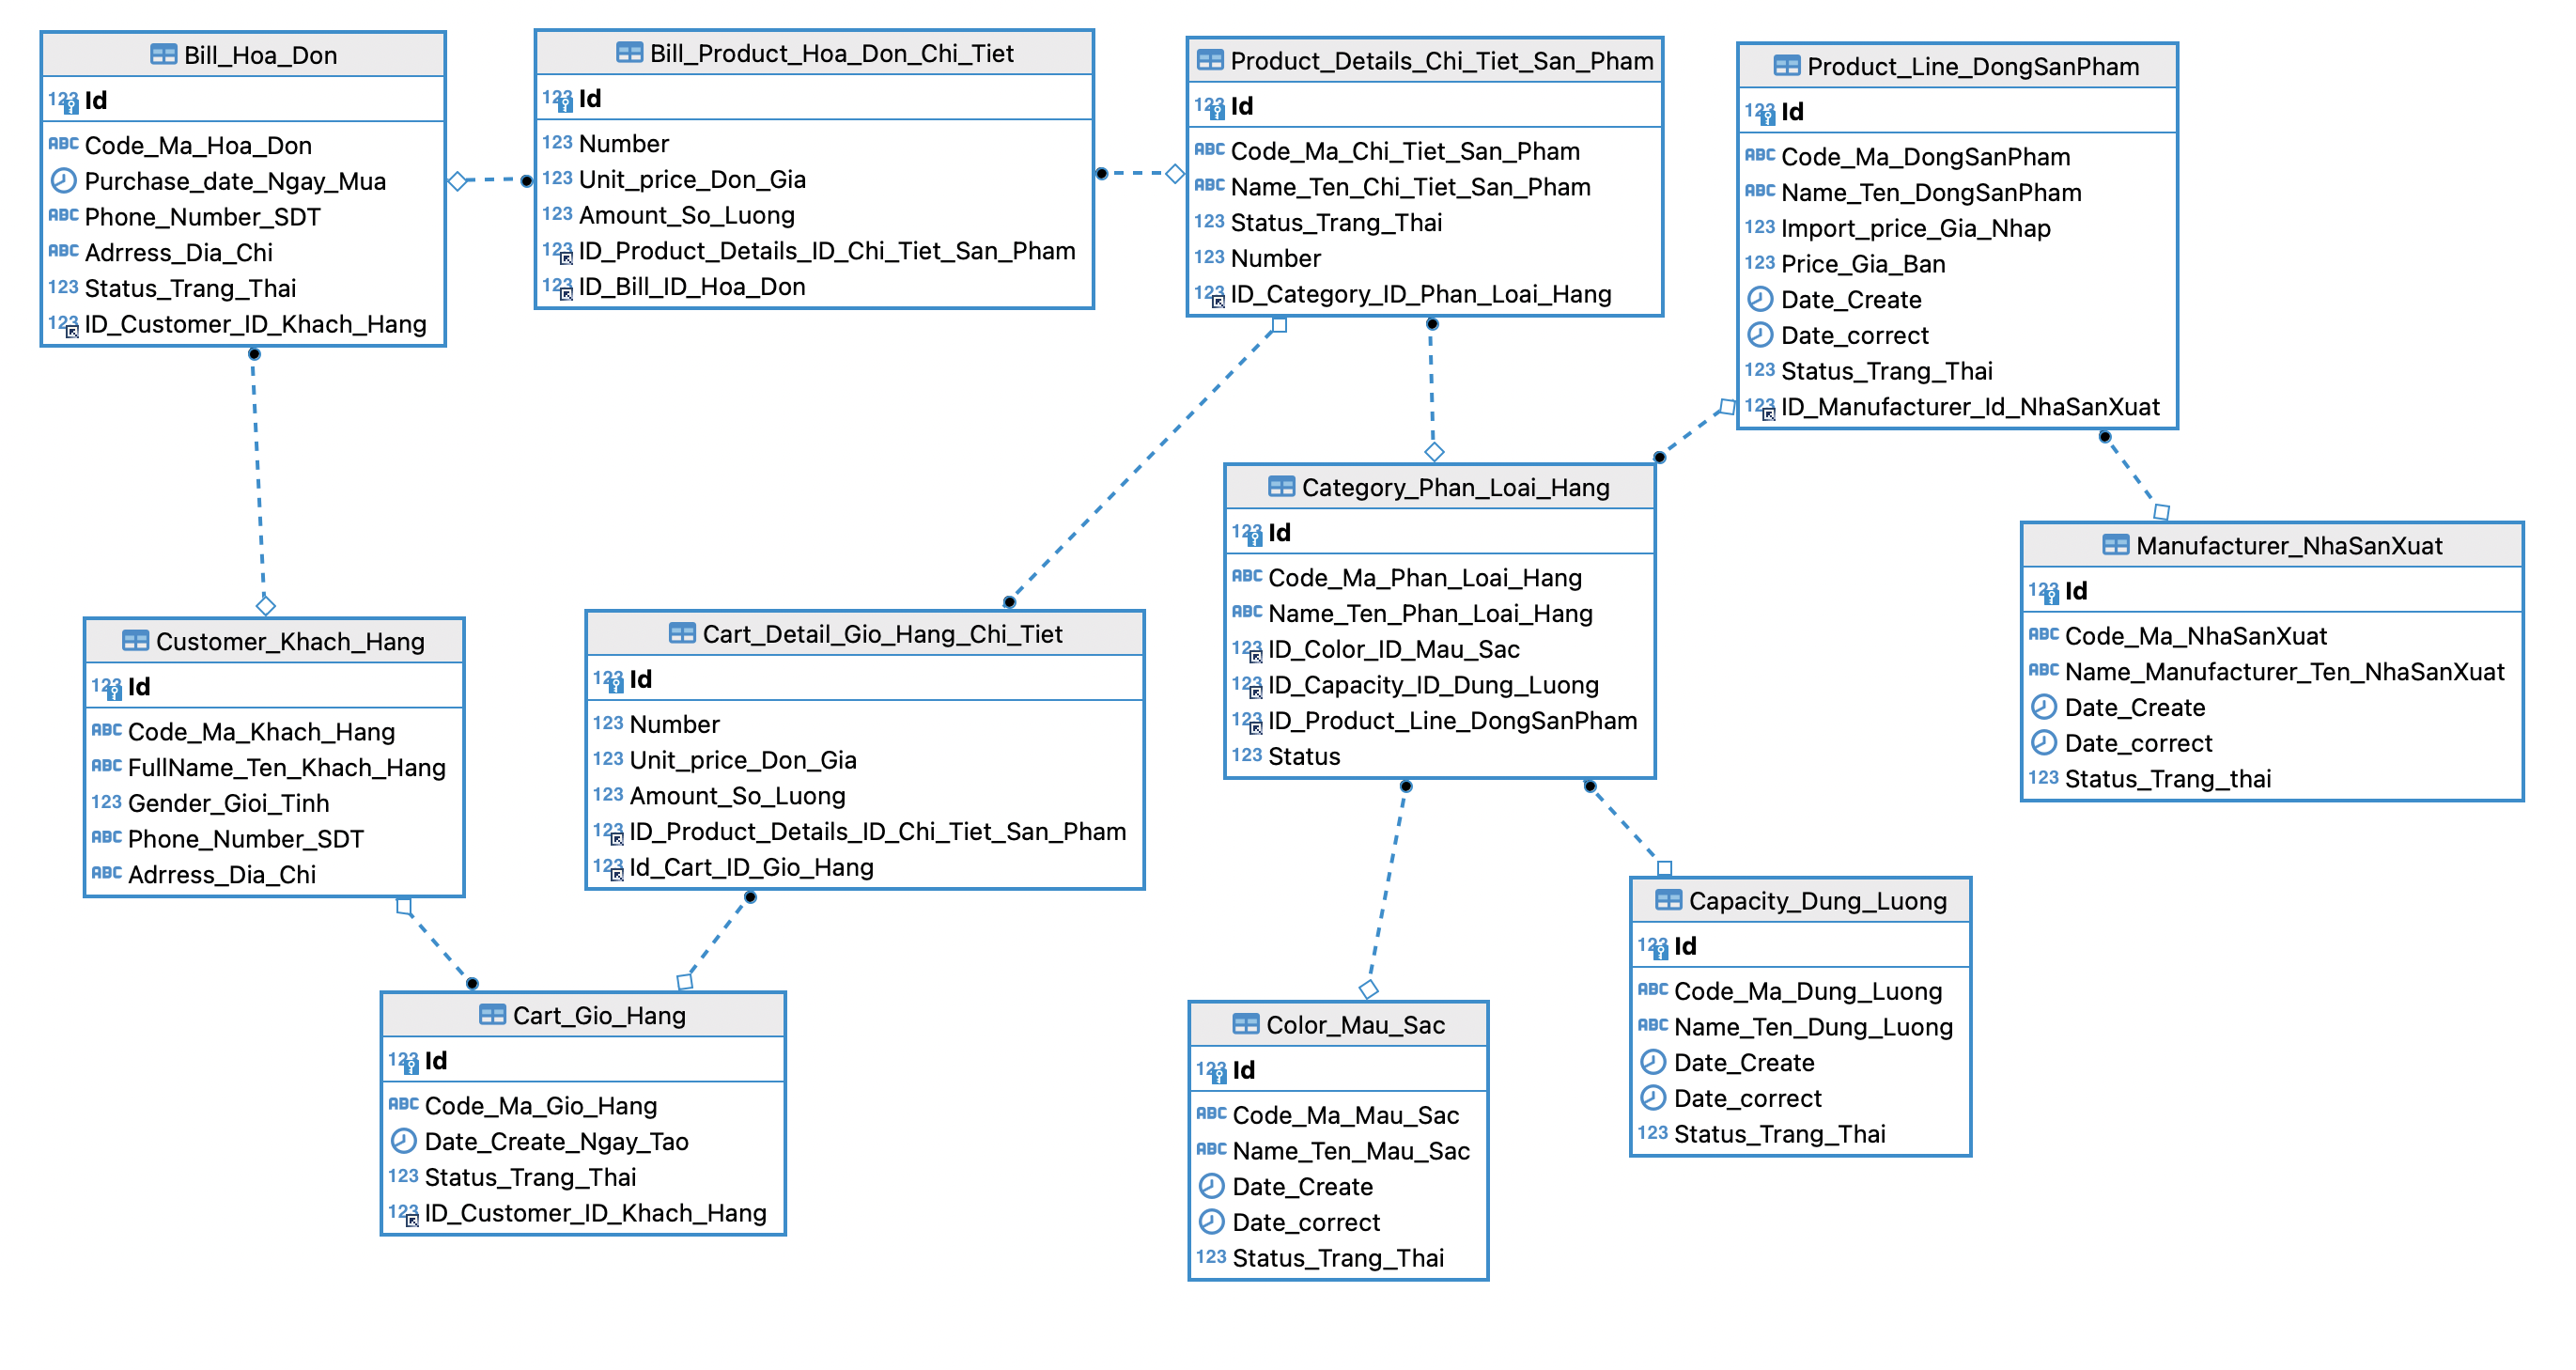 Bill_Hoa_Don
123 Id
ABC Code_Ma_Hoa_Don
Purchase_date_Ngay_Mua
ABC Phone_Number_SDT
ABC Adrress_Dia_Chi
123 Status_Trang_Thai
123 ID_Customer_ID_Khach_Hang
Bill_Product_Hoa_Don_Chi_Tiet
123 Id
123 Number
123 Unit_price_Don_Gia
123 Amount_So_Luong
123 ID_Product_Details_ID_Chi_Tiet_San_Pham
123 ID_Bill_ID_Hoa_Don
Product_Details_Chi_Tiet_San_Pham
123 Id
ABC Code_Ma_Chi_Tiet_San_Pham
ABC Name_Ten_Chi_Tiet_San_Pham
123 Status_Trang_Thai
123 Number
123 ID_Category_ID_Phan_Loai_Hang
Product_Line_DongSanPham
123 Id
ABC Code_Ma_DongSanPham
ABC Name_Ten_DongSanPham
123 Import_price_Gia_Nhap
123 Price_Gia_Ban
Date_Create
Date_correct
123 Status_Trang_Thai
123 ID_Manufacturer_Id_NhaSanXuat
Customer_Khach_Hang
123 Id
ABC Code_Ma_Khach_Hang
ABC FullName_Ten_Khach_Hang
123 Gender_Gioi_Tinh
ABC Phone_Number_SDT
ABC Adrress_Dia_Chi
Cart_Detail_Gio_Hang_Chi_Tiet
123 Id
123 Number
123 Unit_price_Don_Gia
123 Amount_So_Luong
123 ID_Product_Details_ID_Chi_Tiet_San_Pham
123 Id_Cart_ID_Gio_Hang
Category_Phan_Loai_Hang
123 Id
ABC Code_Ma_Phan_Loai_Hang
ABC Name_Ten_Phan_Loai_Hang
123 ID_Color_ID_Mau_Sac
123 ID_Capacity_ID_Dung_Luong
123 ID_Product_Line_DongSanPham
123 Status
Manufacturer_NhaSanXuat
123 Id
ABC Code_Ma_NhaSanXuat
ABC Name_Manufacturer_Ten_NhaSanXuat
Date_Create
Date_correct
123 Status_Trang_thai
Cart_Gio_Hang
123 Id
ABC Code_Ma_Gio_Hang
Date_Create_Ngay_Tao
123 Status_Trang_Thai
123 ID_Customer_ID_Khach_Hang
Color_Mau_Sac
123 Id
ABC Code_Ma_Mau_Sac
ABC Name_Ten_Mau_Sac
Date_Create
Date_correct
123 Status_Trang_Thai
Capacity_Dung_Luong
123 Id
ABC Code_Ma_Dung_Luong
ABC Name_Ten_Dung_Luong
Date_Create
Date_correct
123 Status_Trang_Thai